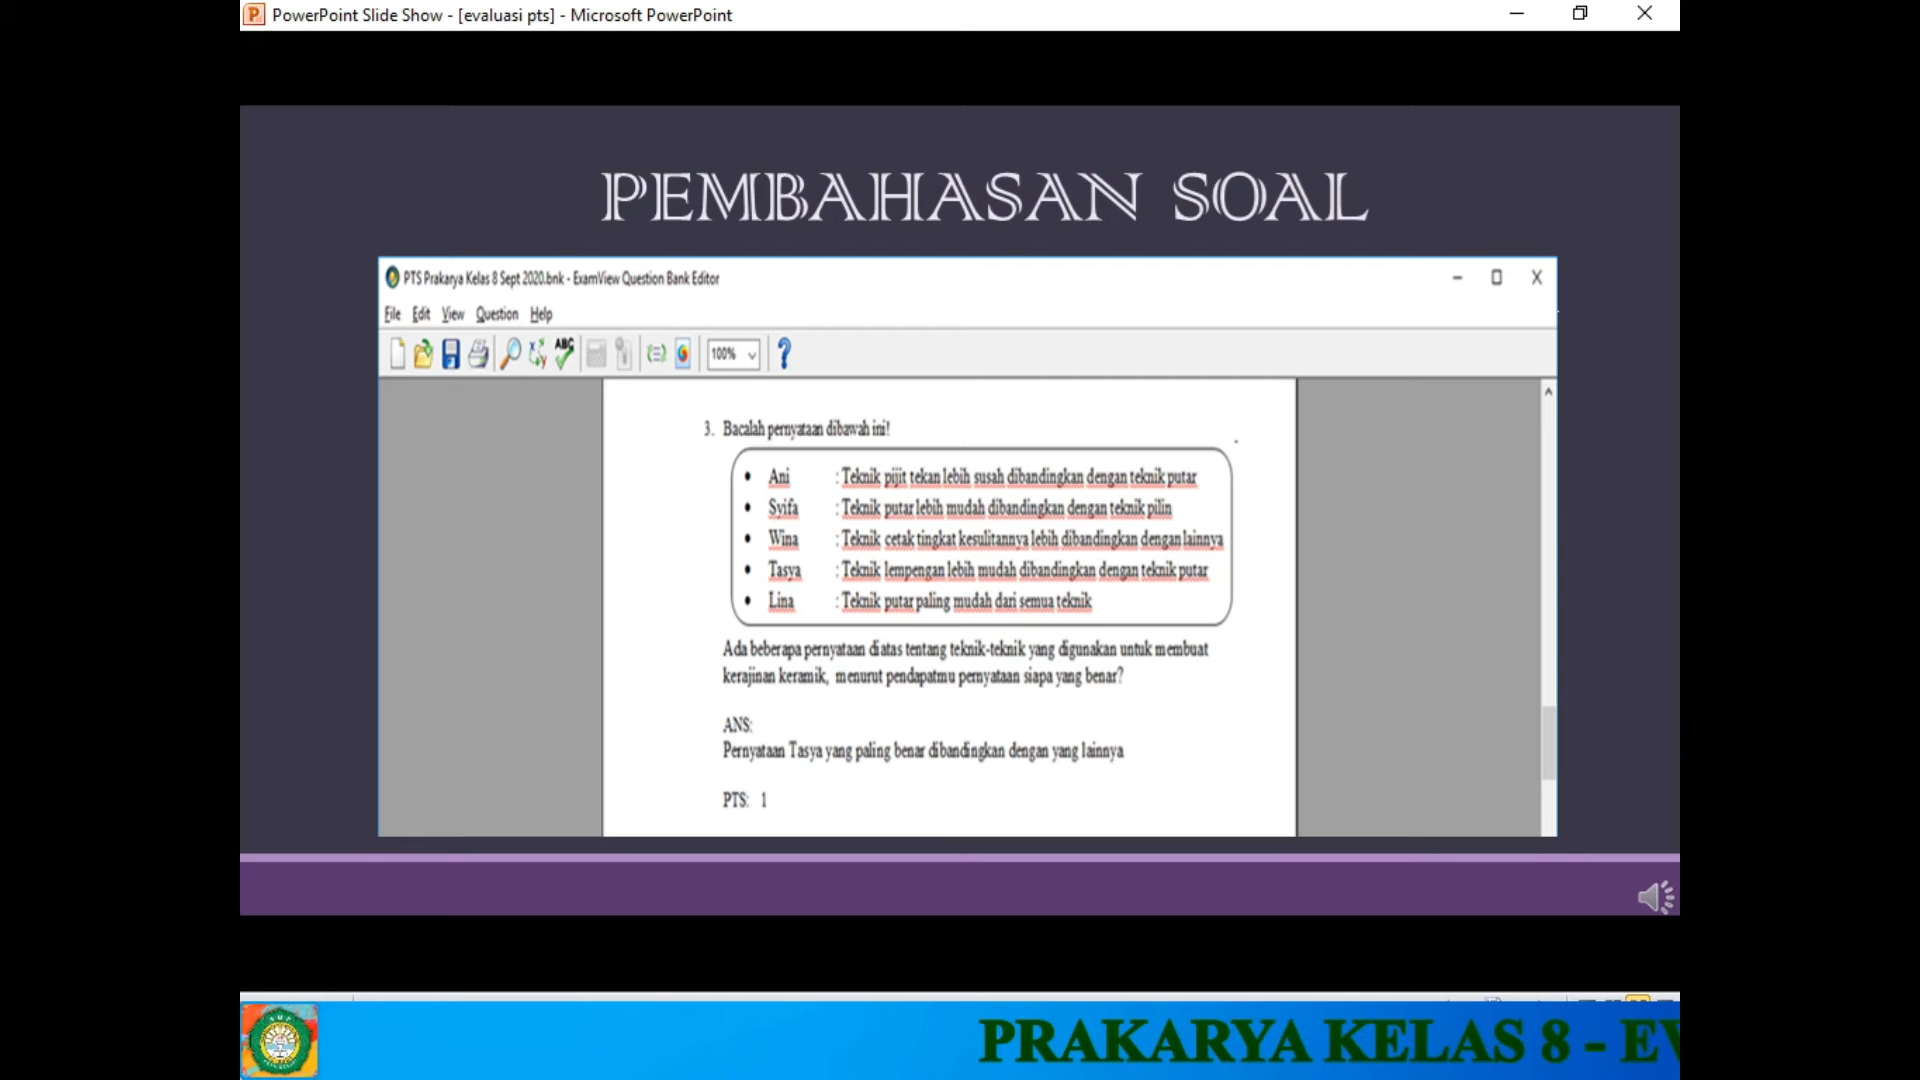 PowerPoint Slide Show - [evaluasi pts] - Microsoft PowerPoint
PEMBAHASAN SOAL
PTS Prakarya Kelas 8 Sept 2020.bnk - ExamView Question Bank Editor
File Edit View Question Help
ABC 100% ?
3. Bacalah pernyataan dibawah ini!
• Ani : Teknik pijit tekan lebih susah dibandingkan dengan teknik putar
• Syifa : Teknik putar lebih mudah dibandingkan dengan teknik pilin
• Wina : Teknik cetak tingkat kesulitannya lebih dibandingkan dengan lainnya
• Tasya : Teknik lempengan lebih mudah dibandingkan dengan teknik putar
• Lina : Teknik putar paling mudah dari semua teknik
Ada beberapa pernyataan diatas tentang teknik-teknik yang digunakan untuk membuat
kerajinan keramik, menurut pendapatmu pernyataan siapa yang benar?
ANS:
Pernyataan Tasya yang paling benar dibandingkan dengan yang lainnya
PTS: 1
PRAKARYA KELAS 8 - EV